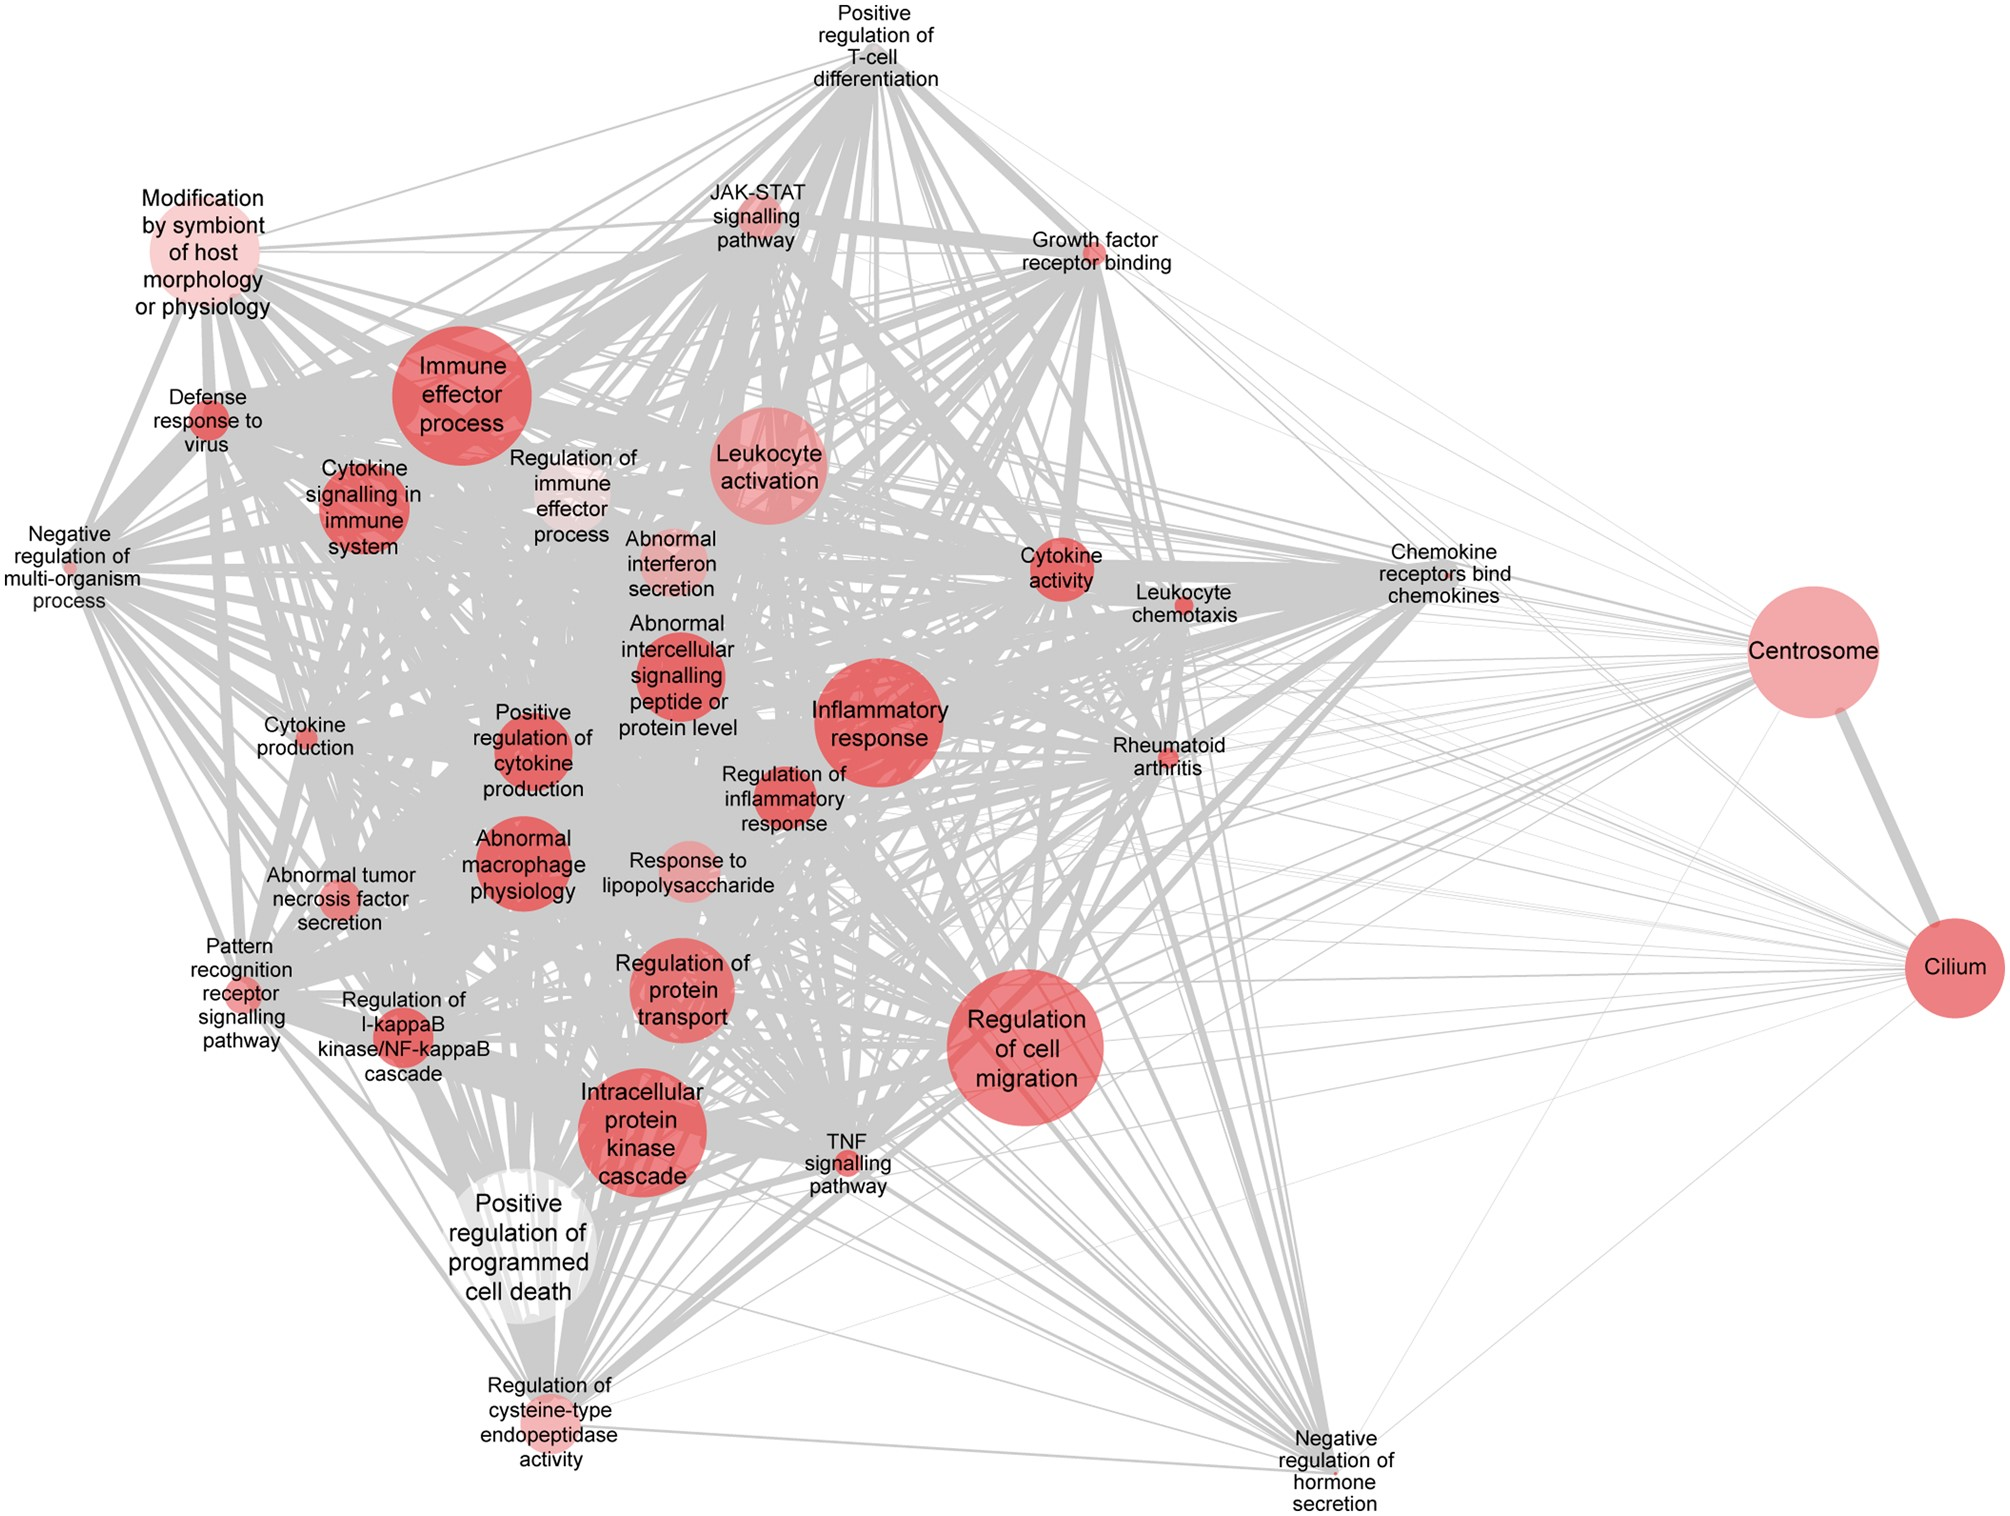 Positive
regulation of
T-cell
differentiation
Modification
by symbiont
of host
morphology
or physiology
JAK-STAT
signalling
pathway
Growth factor
receptor binding
Immune
effector
process
Defense
response to
virus
Leukocyte
activation
Cytokine
signalling in
immune
system
Regulation of
immune
effector
process
Negative
regulation of
multi-organism
process
Abnormal
interferon
secretion
Cytokine
activity
Leukocyte
chemotaxis
Chemokine
receptors bind
chemokines
Centrosome
Abnormal
intercellular
signalling
peptide or
protein level
Inflammatory
response
Cytokine
production
Positive
regulation of
cytokine
production
Rheumatoid
arthritis
Regulation of
inflammatory
response
Abnormal
macrophage
physiology
Response to
lipopolysaccharide
Abnormal tumor
necrosis factor
secretion
Cilium
Pattern
recognition
receptor
signalling
pathway
Regulation of
I-kappaB
kinase/NF-kappaB
cascade
Regulation of
protein
transport
Regulation
of cell
migration
Intracellular
protein
kinase
cascade
TNF
signalling
pathway
Positive
regulation of
programmed
cell death
Regulation of
cysteine-type
endopeptidase
activity
Negative
regulation of
hormone
secretion